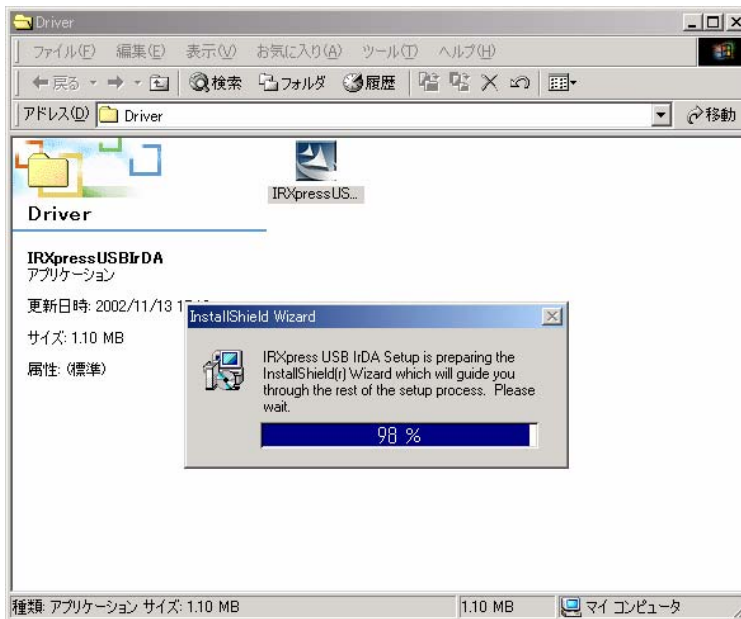 Driver
ファイル(F) 編集(E) 表示(V) お気に入り(A) ツール(T) ヘルプ(H)
戻る 検索 フォルダ 履歴
アドレス(D) Driver 移動
IRXpressUS...
Driver
IRXpressUSBIrDA
アプリケーション
更新日時: 2002/11/13
サイズ: 1.10 MB
属性: (標準)
InstallShield Wizard
IRXpress USB IrDA Setup is preparing the
InstallShield(r) Wizard which will guide you
through the rest of the setup process. Please
wait.
98 %
種類: アプリケーション サイズ: 1.10 MB 1.10 MB マイ コンピュータ